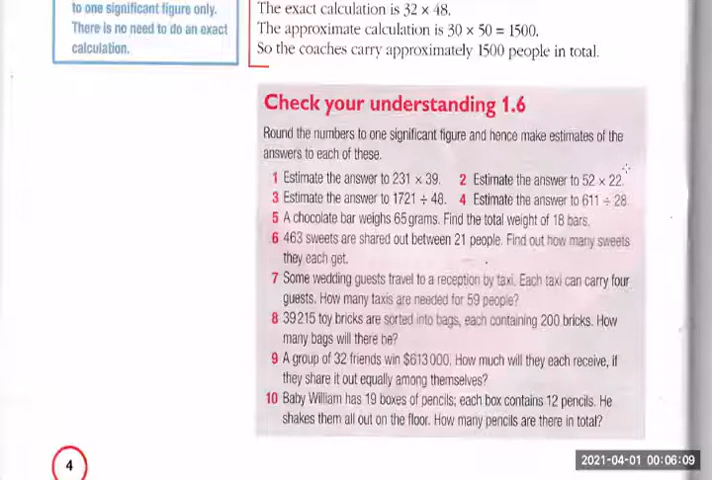 to one significant figure only.
There is no need to do an exact
calculation.
The exact calculation is 32 × 48.
The approximate calculation is 30 × 50 = 1500.
So the coaches carry approximately 1500 people in total.
Check your understanding 1.6
Round the numbers to one significant figure and hence make estimates of the
answers to each of these.
1 Estimate the answer to 231 × 39. 2 Estimate the answer to 52 × 22.
3 Estimate the answer to 1721 ÷ 48. 4 Estimate the answer to 611 ÷ 28.
5 A chocolate bar weighs 65 grams. Find the total weight of 18 bars.
6 463 sweets are shared out between 21 people. Find out how many sweets
they each get.
7 Some wedding guests travel to a reception by taxi. Each taxi can carry four
guests. How many taxis are needed for 59 people?
8 39215 toy bricks are sorted into bags, each containing 200 bricks. How
many bags will there be?
9 A group of 32 friends win $613000. How much will they each receive, if
they share it out equally among themselves?
10 Baby William has 19 boxes of pencils; each box contains 12 pencils. He
shakes them all out on the floor. How many pencils are there in total?
4
2021-04-01 00:06:09